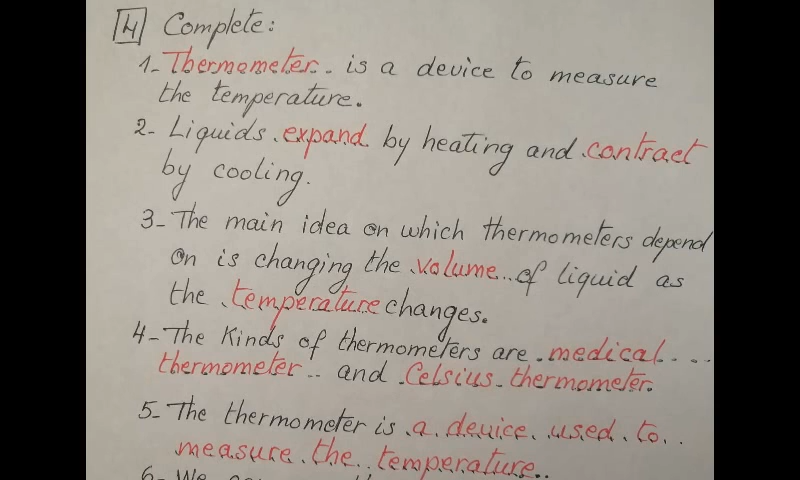 4 Complete:
1- Thermometer.. is a device to measure
the temperature.
2- Liquids .expand. by heating and .contract
by cooling.
3- The main idea on which thermometers depend
on is changing the .volume.. of liquid as
the .temperature changes.
4- The Kinds of thermometers are .medical....
thermometer.. and .Celsius. thermometer.
5- The thermometer is .a. device. used. to..
measure. the.. temperature..
6- We